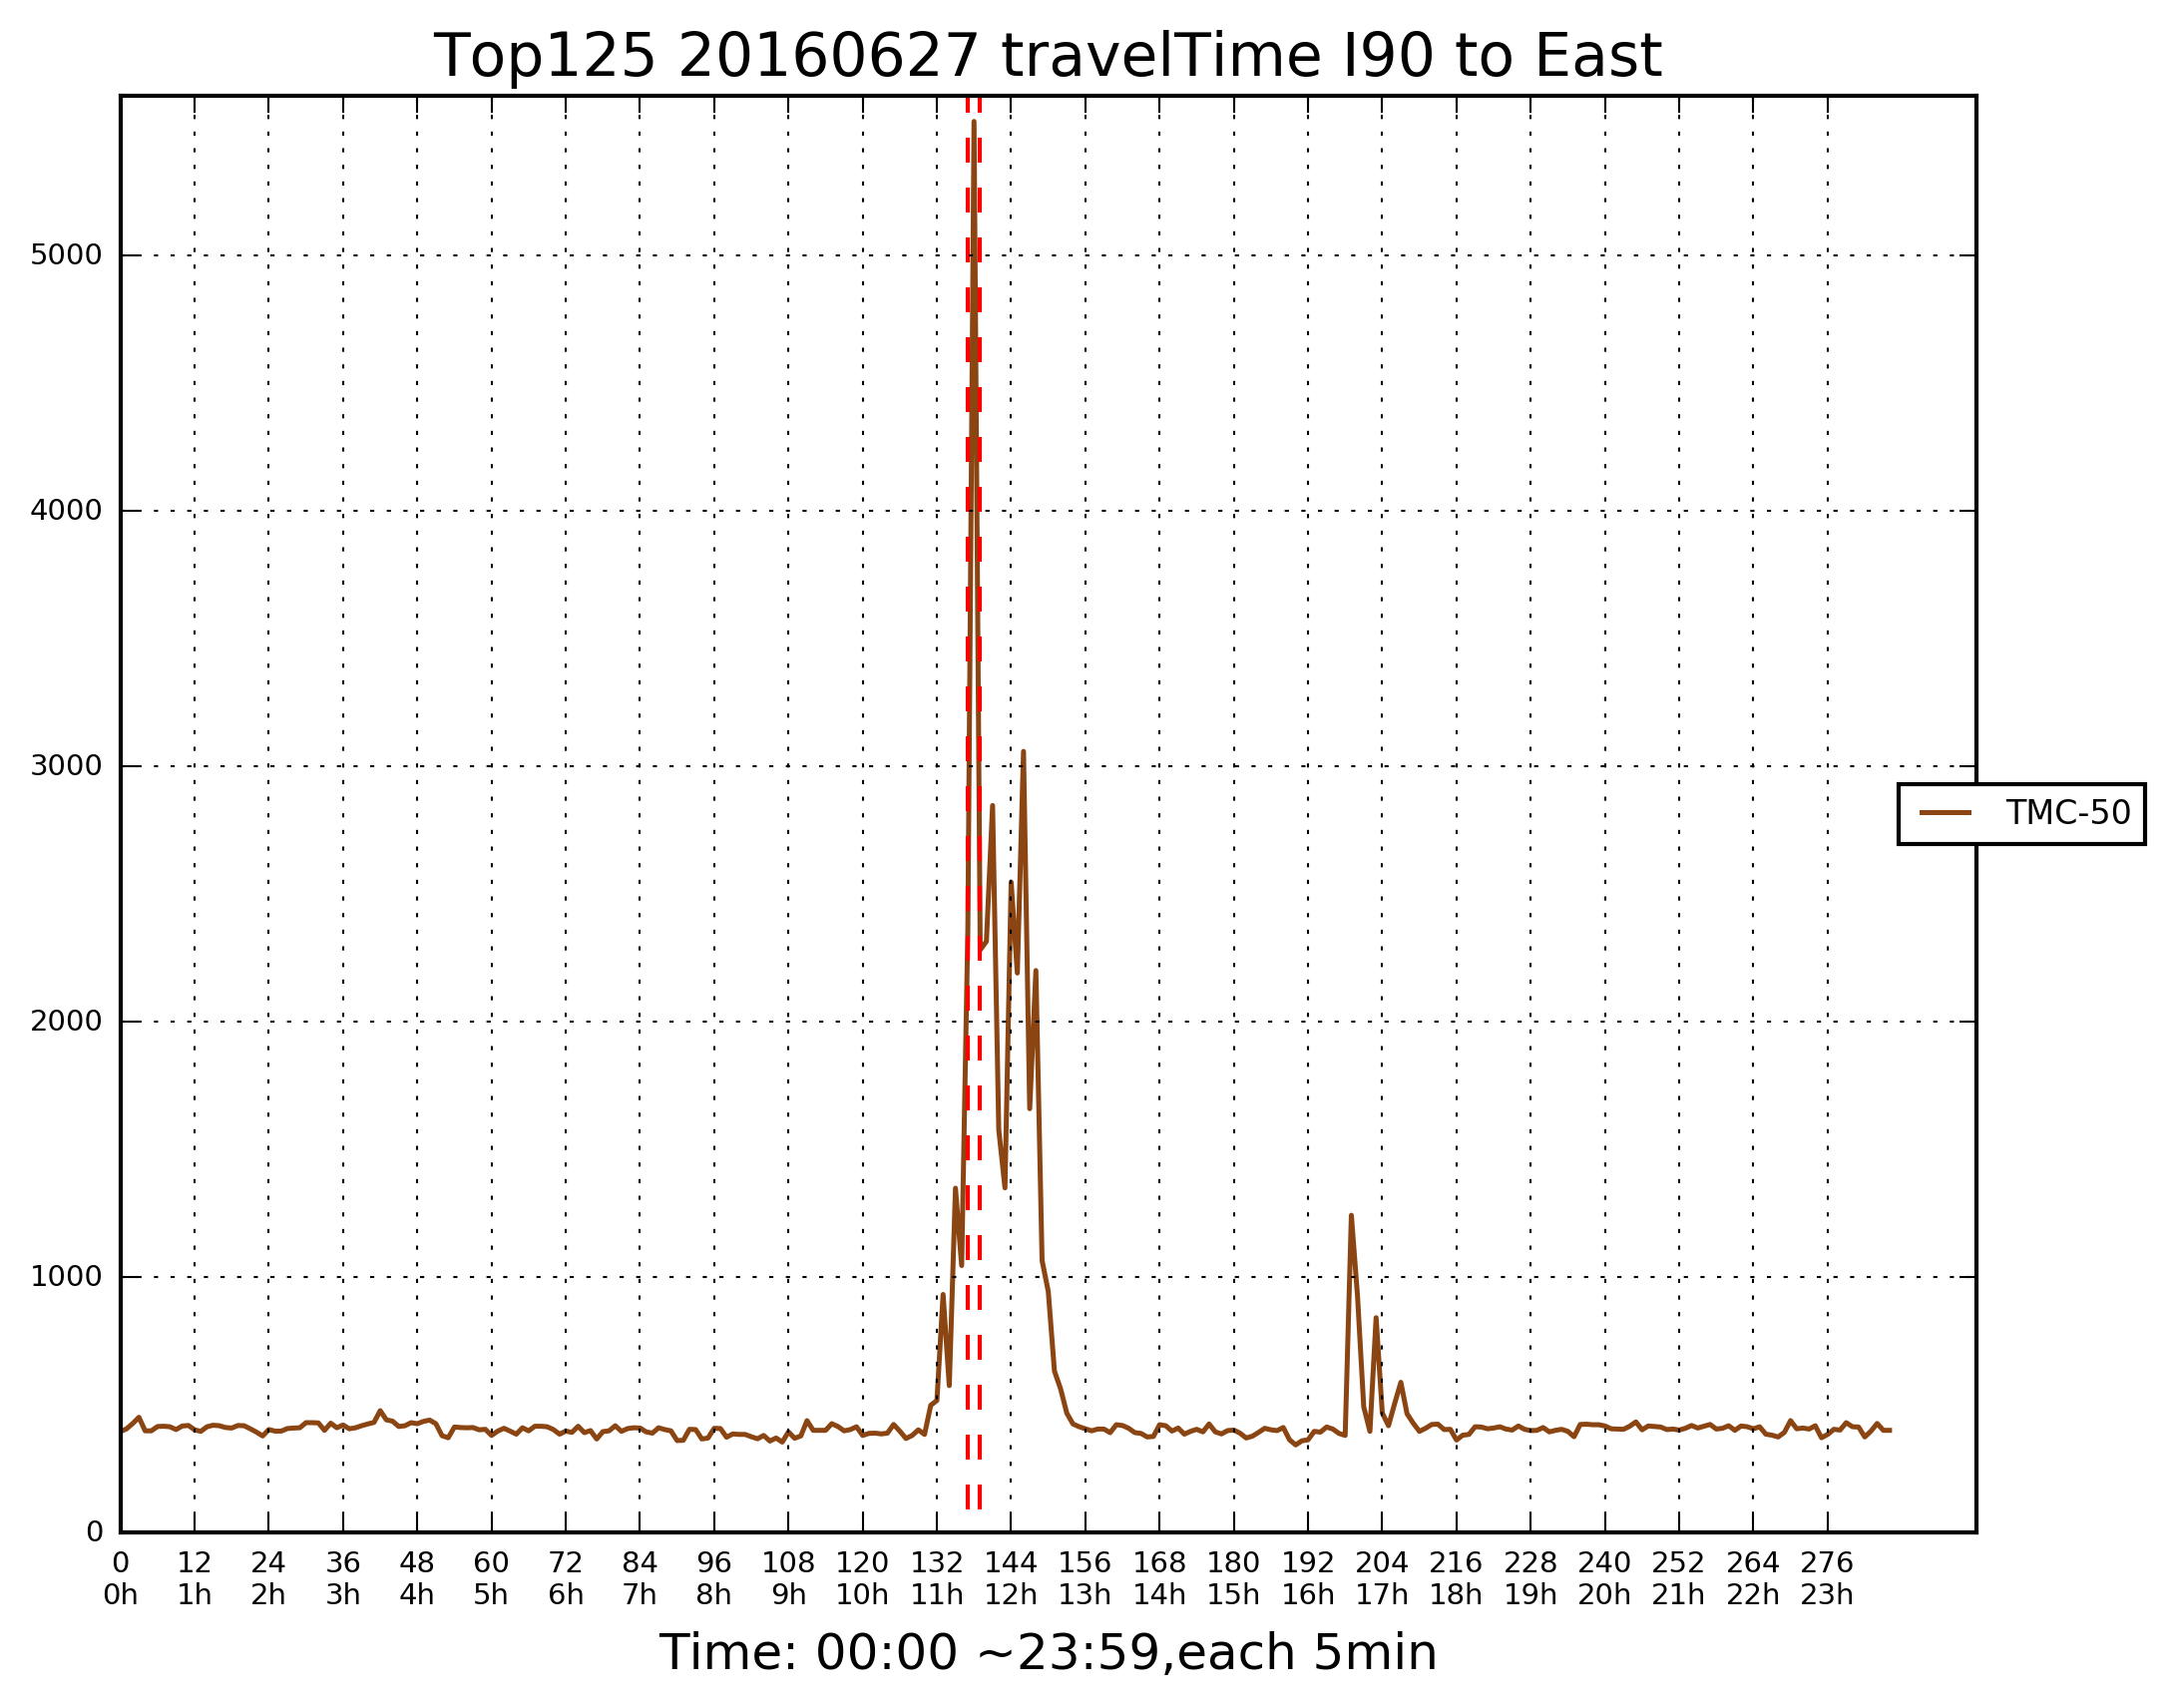 Top125 20160627 travelTime I90 to East
5000
4000
3000
TMC-50
2000
1000
0
0 12 24 36 48 60 72 84 96 108 120 132 144 156 168 180 192 204 216 228 240 252 264 276
0h 1h 2h 3h 4h 5h 6h 7h 8h 9h 10h 11h 12h 13h 14h 15h 16h 17h 18h 19h 20h 21h 22h 23h
Time: 00:00 ~23:59,each 5min